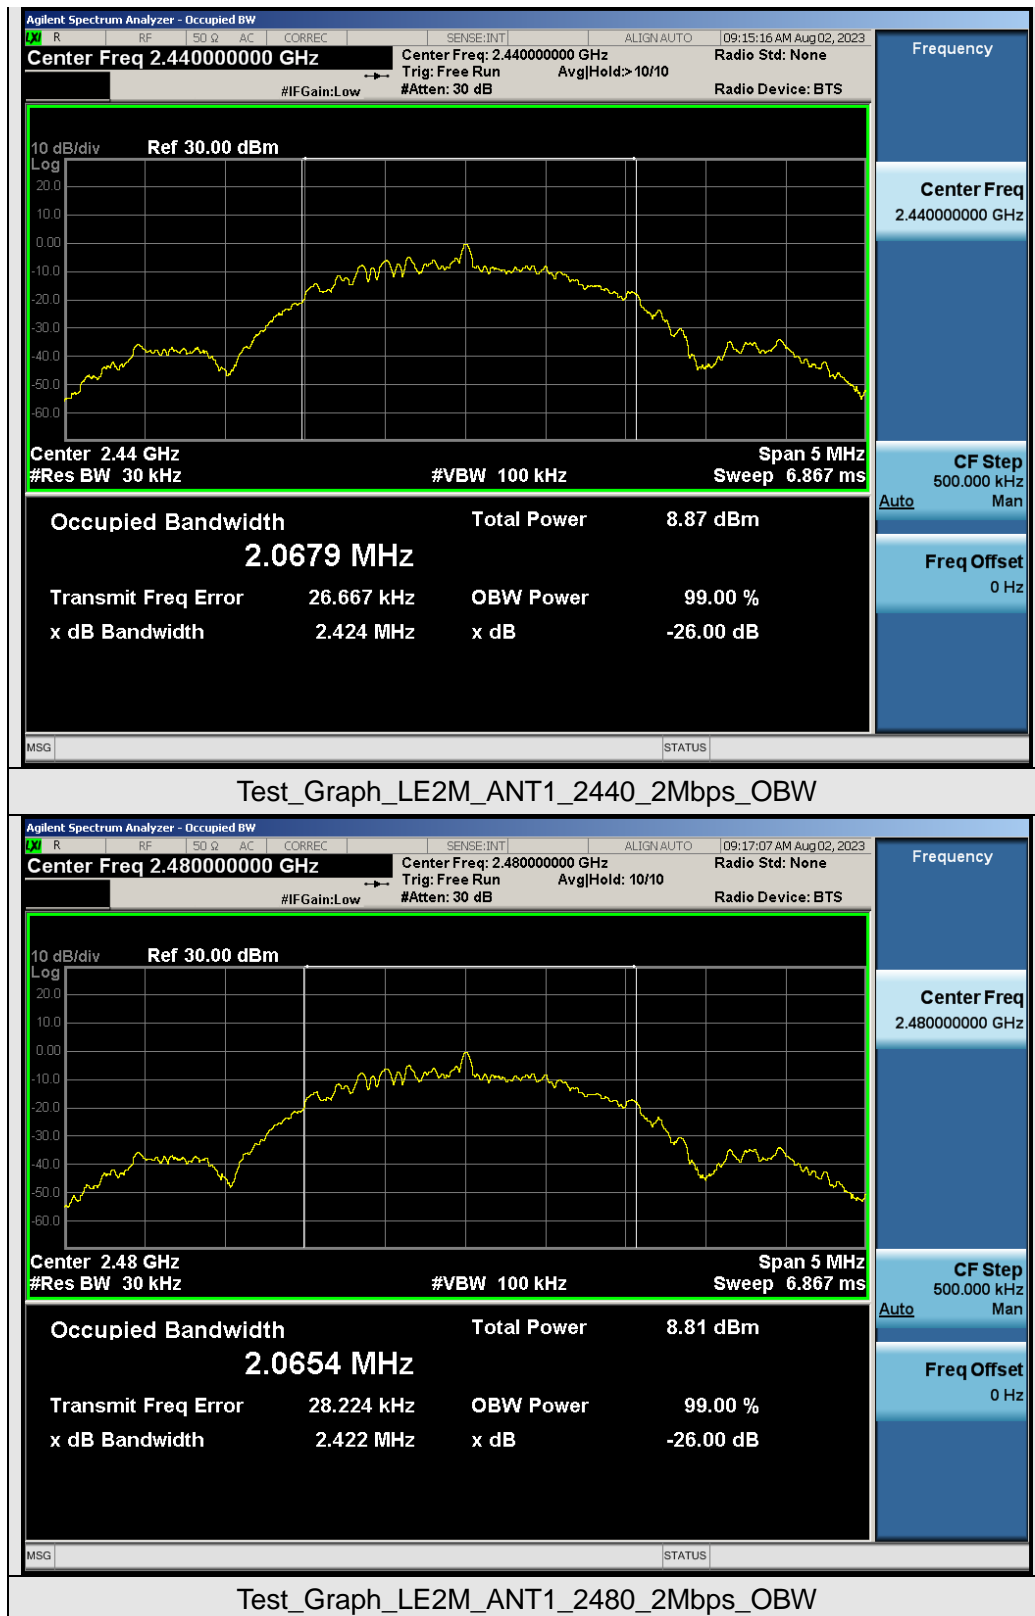 Agilent Spectrum Analyzer - Occupied BW
LXI R RF 50 Ω AC CORREC SENSE:INT ALIGN AUTO 09:15:16 AM Aug 02, 2023
Center Freq 2.440000000 GHz
Center Freq: 2.440000000 GHz Radio Std: None
Trig: Free Run Avg|Hold:> 10/10
#IFGain:Low #Atten: 30 dB Radio Device: BTS
Frequency
10 dB/div Ref 30.00 dBm
Log
20.0
10.0
0.00
-10.0
-20.0
-30.0
-40.0
-50.0
-60.0
Center 2.44 GHz Span 5 MHz
#Res BW 30 kHz #VBW 100 kHz Sweep 6.867 ms
Center Freq
2.440000000 GHz
CF Step
500.000 kHz
Auto Man
Freq Offset
0 Hz
Occupied Bandwidth Total Power 8.87 dBm
2.0679 MHz
Transmit Freq Error 26.667 kHz OBW Power 99.00 %
x dB Bandwidth 2.424 MHz x dB -26.00 dB
MSG STATUS
Test_Graph_LE2M_ANT1_2440_2Mbps_OBW
Agilent Spectrum Analyzer - Occupied BW
LXI R RF 50 Ω AC CORREC SENSE:INT ALIGN AUTO 09:17:07 AM Aug 02, 2023
Center Freq 2.480000000 GHz
Center Freq: 2.480000000 GHz Radio Std: None
Trig: Free Run Avg|Hold: 10/10
#IFGain:Low #Atten: 30 dB Radio Device: BTS
Frequency
10 dB/div Ref 30.00 dBm
Log
20.0
10.0
0.00
-10.0
-20.0
-30.0
-40.0
-50.0
-60.0
Center 2.48 GHz Span 5 MHz
#Res BW 30 kHz #VBW 100 kHz Sweep 6.867 ms
Center Freq
2.480000000 GHz
CF Step
500.000 kHz
Auto Man
Freq Offset
0 Hz
Occupied Bandwidth Total Power 8.81 dBm
2.0654 MHz
Transmit Freq Error 28.224 kHz OBW Power 99.00 %
x dB Bandwidth 2.422 MHz x dB -26.00 dB
MSG STATUS
Test_Graph_LE2M_ANT1_2480_2Mbps_OBW